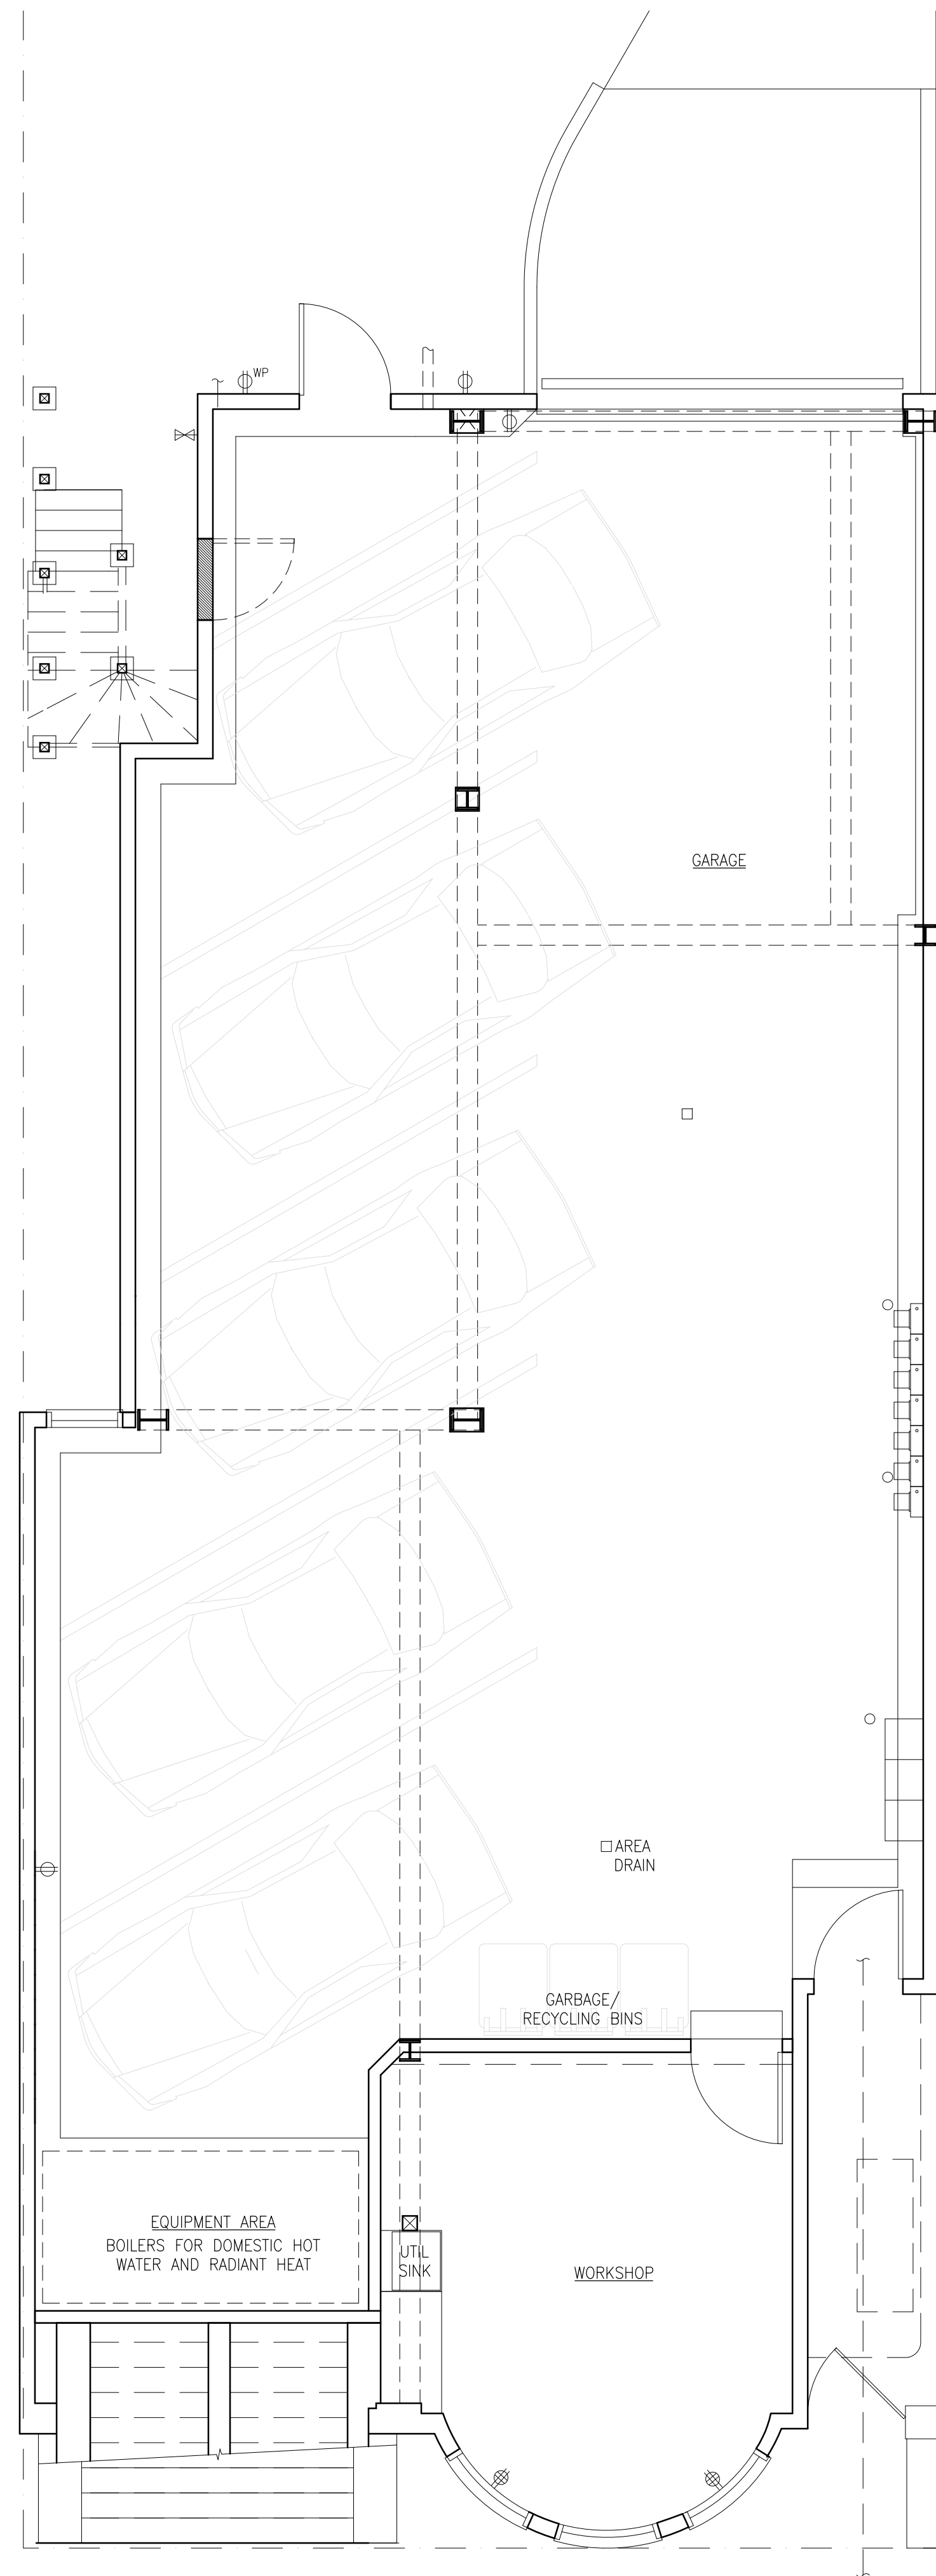 WP
GARAGE
AREA
DRAIN
GARBAGE/
RECYCLING BINS
EQUIPMENT AREA
BOILERS FOR DOMESTIC HOT
WATER AND RADIANT HEAT
UTIL
SINK
WORKSHOP